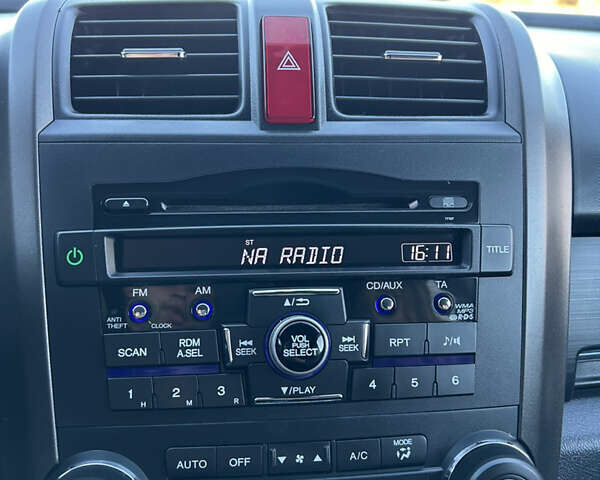 ST
NA RADIO
16:11
TITLE
FM
AM
CD/AUX
TA
ANTI THEFT
CLOCK
WMA
MP3
R·D·S
SCAN
RDM
A.SEL
SEEK
VOL
PUSH
SELECT
SEEK
RPT
▼/PLAY
1 H
2 M
3 R
4
5
6
AUTO
OFF
A/C
MODE